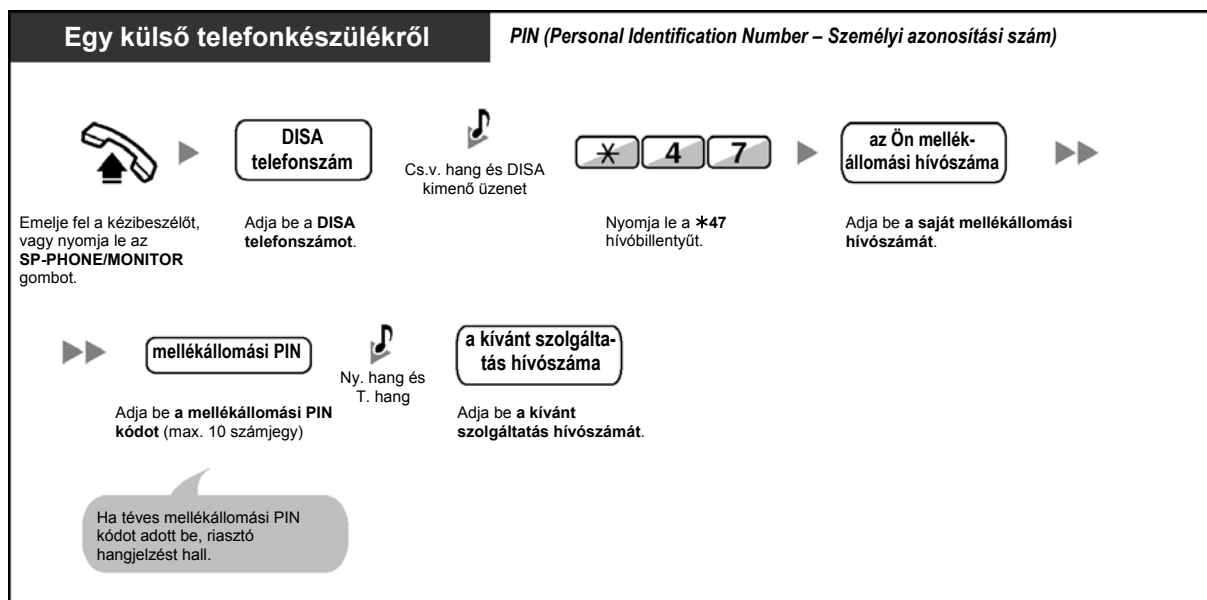 Egy külső telefonkészülékről
PIN (Personal Identification Number – Személyi azonosítási szám)
DISA
telefonszám
Cs.v. hang és DISA
kimenő üzenet
* 4 7
az Ön mellék-
állomási hívószáma
Emelje fel a kézibeszélőt,
vagy nyomja le az
SP-PHONE/MONITOR
gombot.
Adja be a DISA
telefonszámot.
Nyomja le a *47
hívóbillentyűt.
Adja be a saját mellékállomási
hívószámát.
mellékállomási PIN
Ny. hang és
T. hang
a kívánt szolgálta-
tás hívószáma
Adja be a mellékállomási PIN
kódot (max. 10 számjegy)
Adja be a kívánt
szolgáltatás hívószámát.
Ha téves mellékállomási PIN
kódot adott be, riasztó
hangjelzést hall.